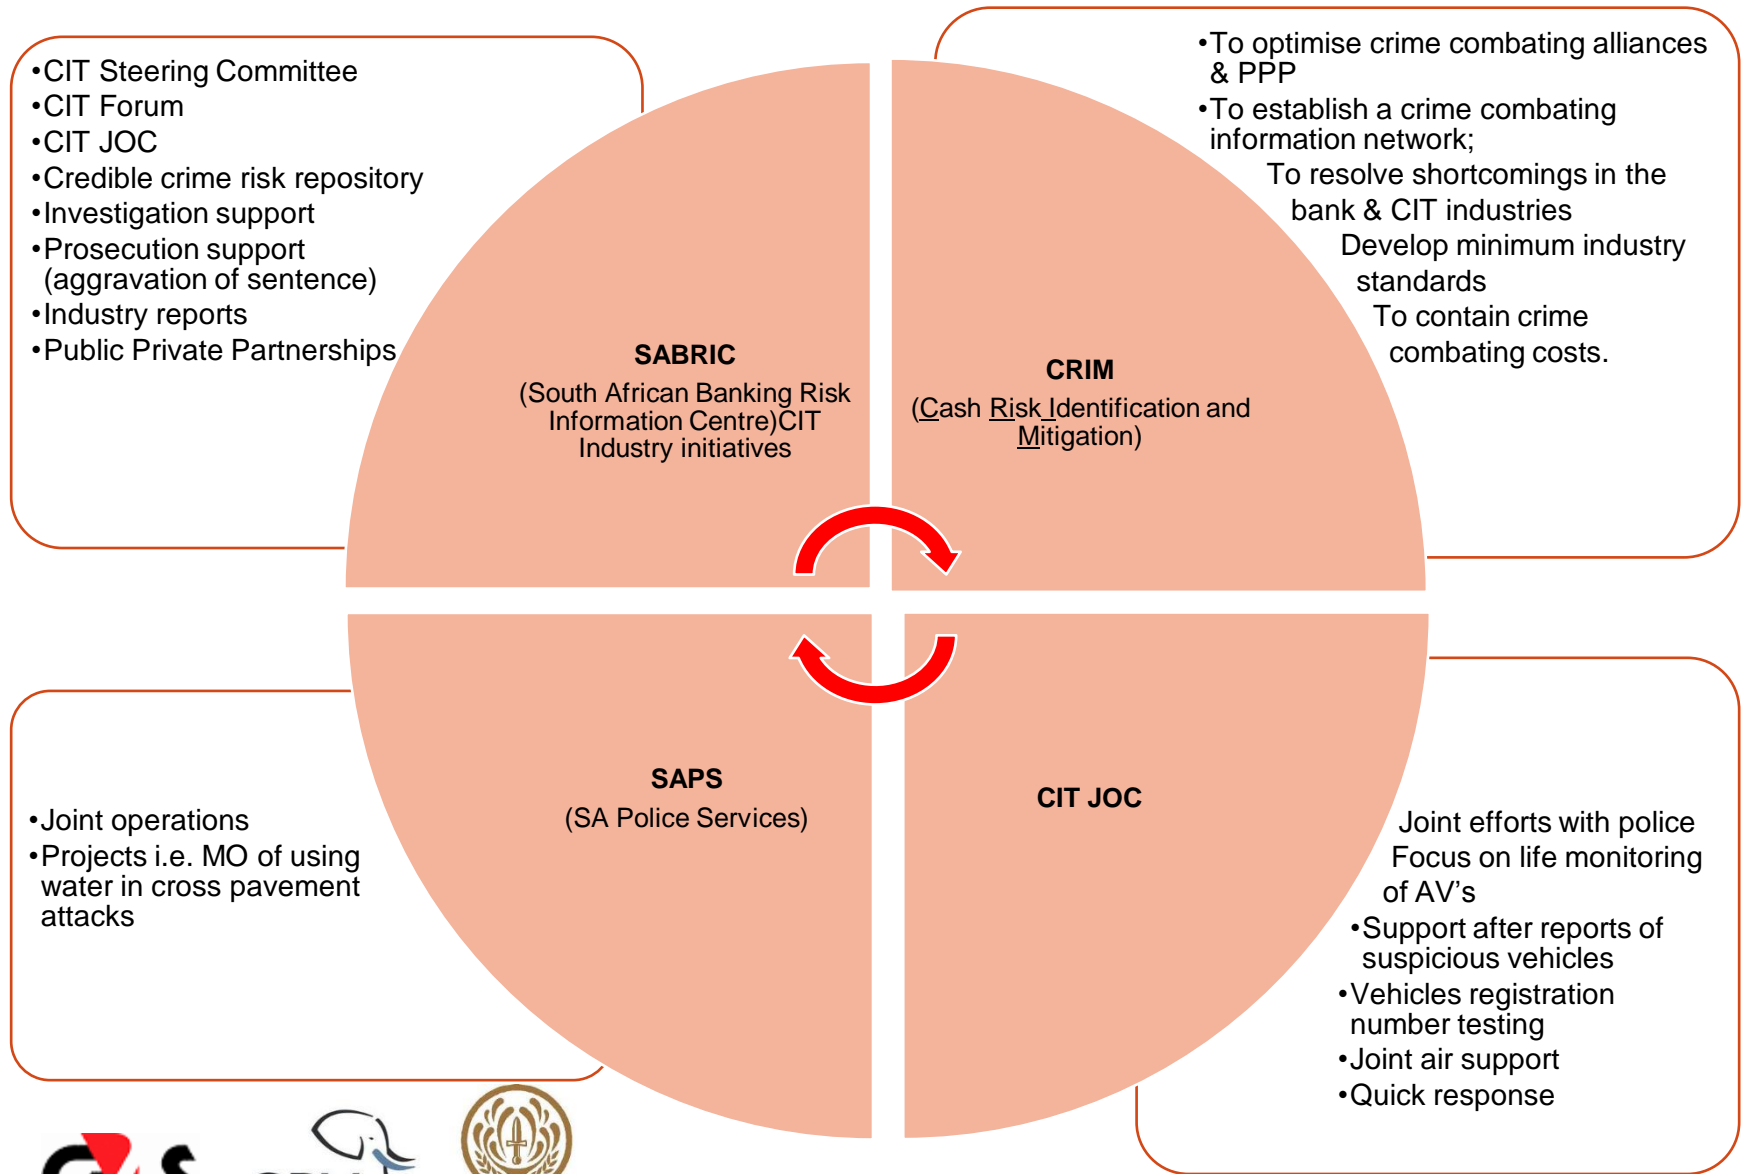 •CIT Steering Committee
•CIT Forum
•CIT JOC
•Credible crime risk repository
•Investigation support
•Prosecution support
(aggravation of sentence)
•Industry reports
•Public Private Partnerships
•To optimise crime combating alliances
& PPP
•To establish a crime combating
information network;
To resolve shortcomings in the
bank & CIT industries
Develop minimum industry
standards
To contain crime
combating costs.
SABRIC
(South African Banking Risk
Information Centre)CIT
Industry initiatives
CRIM
(Cash Risk Identification and
Mitigation)
SAPS
(SA Police Services)
CIT JOC
•Joint operations
•Projects i.e. MO of using
water in cross pavement
attacks
Joint efforts with police
Focus on life monitoring
of AV's
•Support after reports of
suspicious vehicles
•Vehicles registration
number testing
•Joint air support
•Quick response